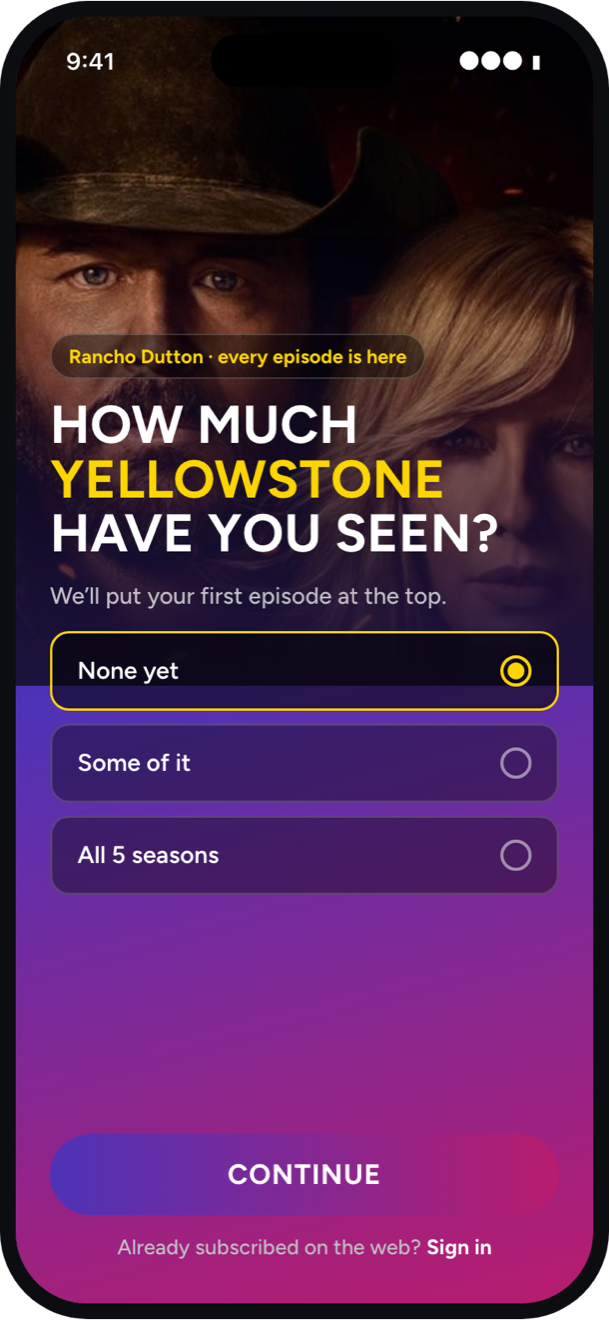 9:41
Rancho Dutton · every episode is here
HOW MUCH
YELLOWSTONE
HAVE YOU SEEN?
We’ll put your first episode at the top.
None yet
Some of it
All 5 seasons
CONTINUE
Already subscribed on the web? Sign in